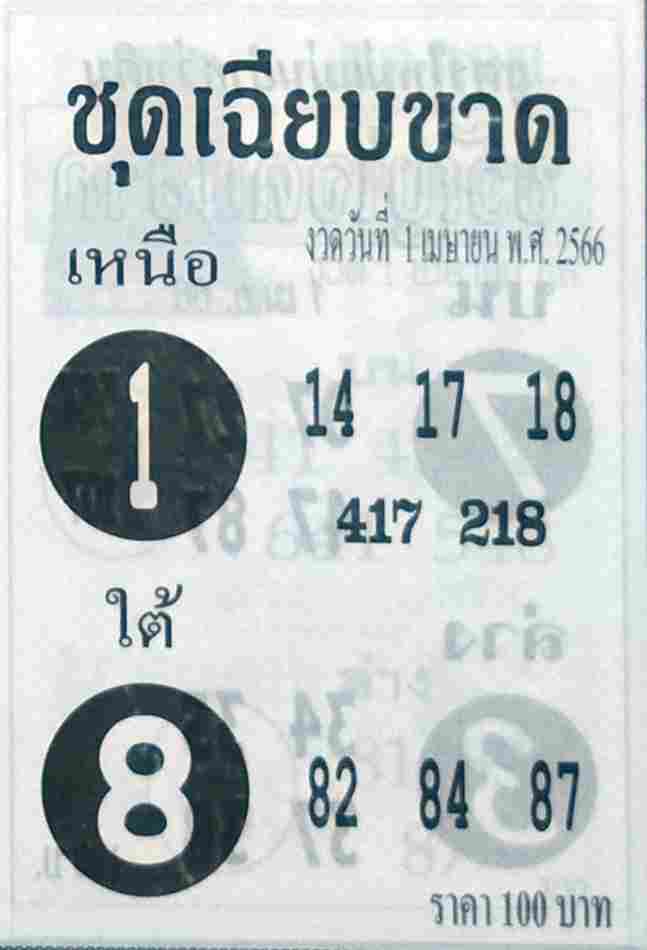 ชุดเฉียบขาด
เหนือ
งวดวันที่ 1 เมษายน พ.ศ. 2566
1
14 17 18
417 218
ใต้
8
82 84 87
ราคา 100 บาท